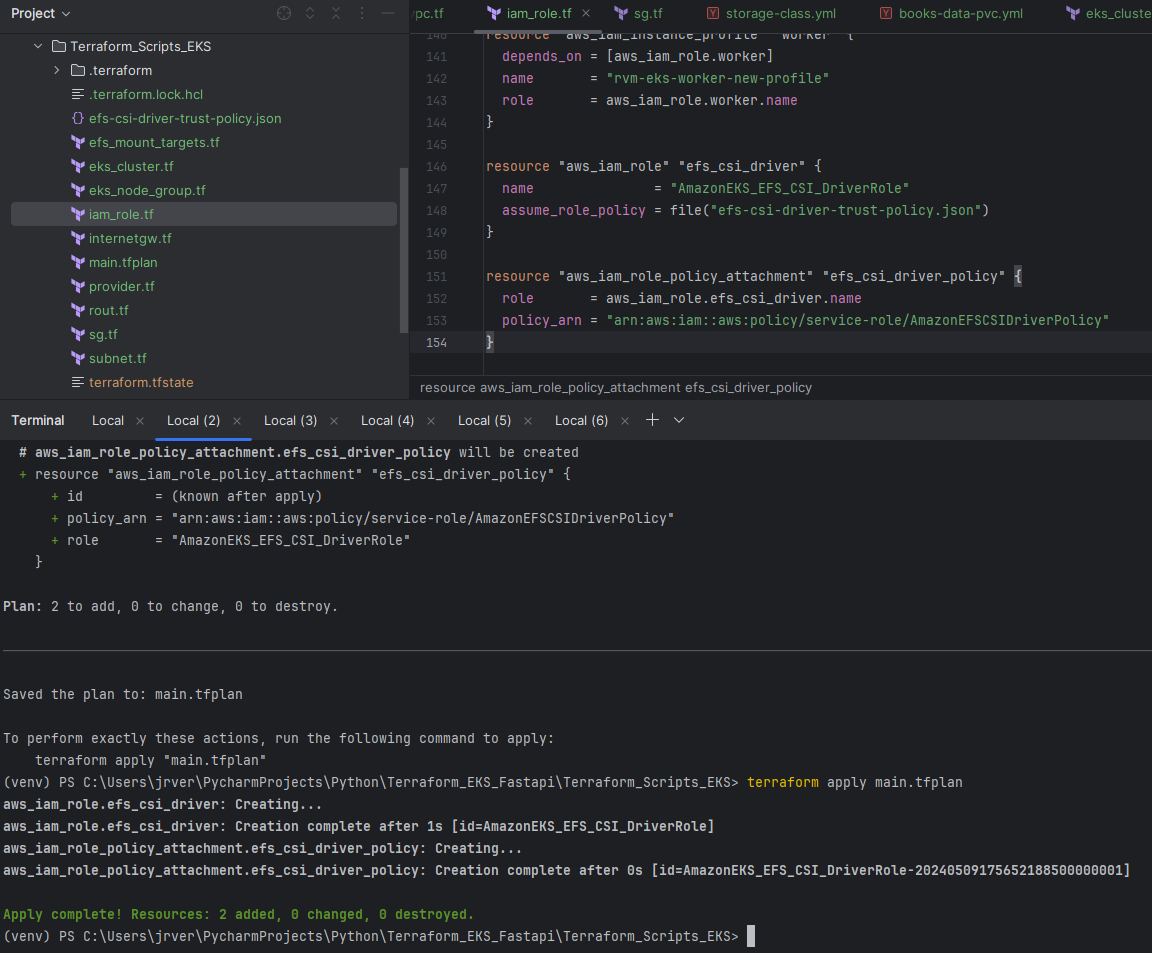 Project
Terraform_Scripts_EKS
.terraform
.terraform.lock.hcl
efs-csi-driver-trust-policy.json
efs_mount_targets.tf
eks_cluster.tf
eks_node_group.tf
iam_role.tf
internetgw.tf
main.tfplan
provider.tf
rout.tf
sg.tf
subnet.tf
terraform.tfstate
pc.tf iam_role.tf sg.tf storage-class.yml books-data-pvc.yml eks_cluste
140 resource "aws_iam_instance_profile" "worker" {
141 depends_on = [aws_iam_role.worker]
142 name = "rvm-eks-worker-new-profile"
143 role = aws_iam_role.worker.name
144 }
145
146 resource "aws_iam_role" "efs_csi_driver" {
147 name = "AmazonEKS_EFS_CSI_DriverRole"
148 assume_role_policy = file("efs-csi-driver-trust-policy.json")
149 }
150
151 resource "aws_iam_role_policy_attachment" "efs_csi_driver_policy" {
152 role = aws_iam_role.efs_csi_driver.name
153 policy_arn = "arn:aws:iam::aws:policy/service-role/AmazonEFSCSIDriverPolicy"
154 }
resource aws_iam_role_policy_attachment efs_csi_driver_policy
Terminal Local Local (2) Local (3) Local (4) Local (5) Local (6)
# aws_iam_role_policy_attachment.efs_csi_driver_policy will be created
+ resource "aws_iam_role_policy_attachment" "efs_csi_driver_policy" {
+ id = (known after apply)
+ policy_arn = "arn:aws:iam::aws:policy/service-role/AmazonEFSCSIDriverPolicy"
+ role = "AmazonEKS_EFS_CSI_DriverRole"
}
Plan: 2 to add, 0 to change, 0 to destroy.
Saved the plan to: main.tfplan
To perform exactly these actions, run the following command to apply:
terraform apply "main.tfplan"
(venv) PS C:\Users\jrver\PycharmProjects\Python\Terraform_EKS_Fastapi\Terraform_Scripts_EKS> terraform apply main.tfplan
aws_iam_role.efs_csi_driver: Creating...
aws_iam_role.efs_csi_driver: Creation complete after 1s [id=AmazonEKS_EFS_CSI_DriverRole]
aws_iam_role_policy_attachment.efs_csi_driver_policy: Creating...
aws_iam_role_policy_attachment.efs_csi_driver_policy: Creation complete after 0s [id=AmazonEKS_EFS_CSI_DriverRole-20240509175652188500000001]
Apply complete! Resources: 2 added, 0 changed, 0 destroyed.
(venv) PS C:\Users\jrver\PycharmProjects\Python\Terraform_EKS_Fastapi\Terraform_Scripts_EKS>